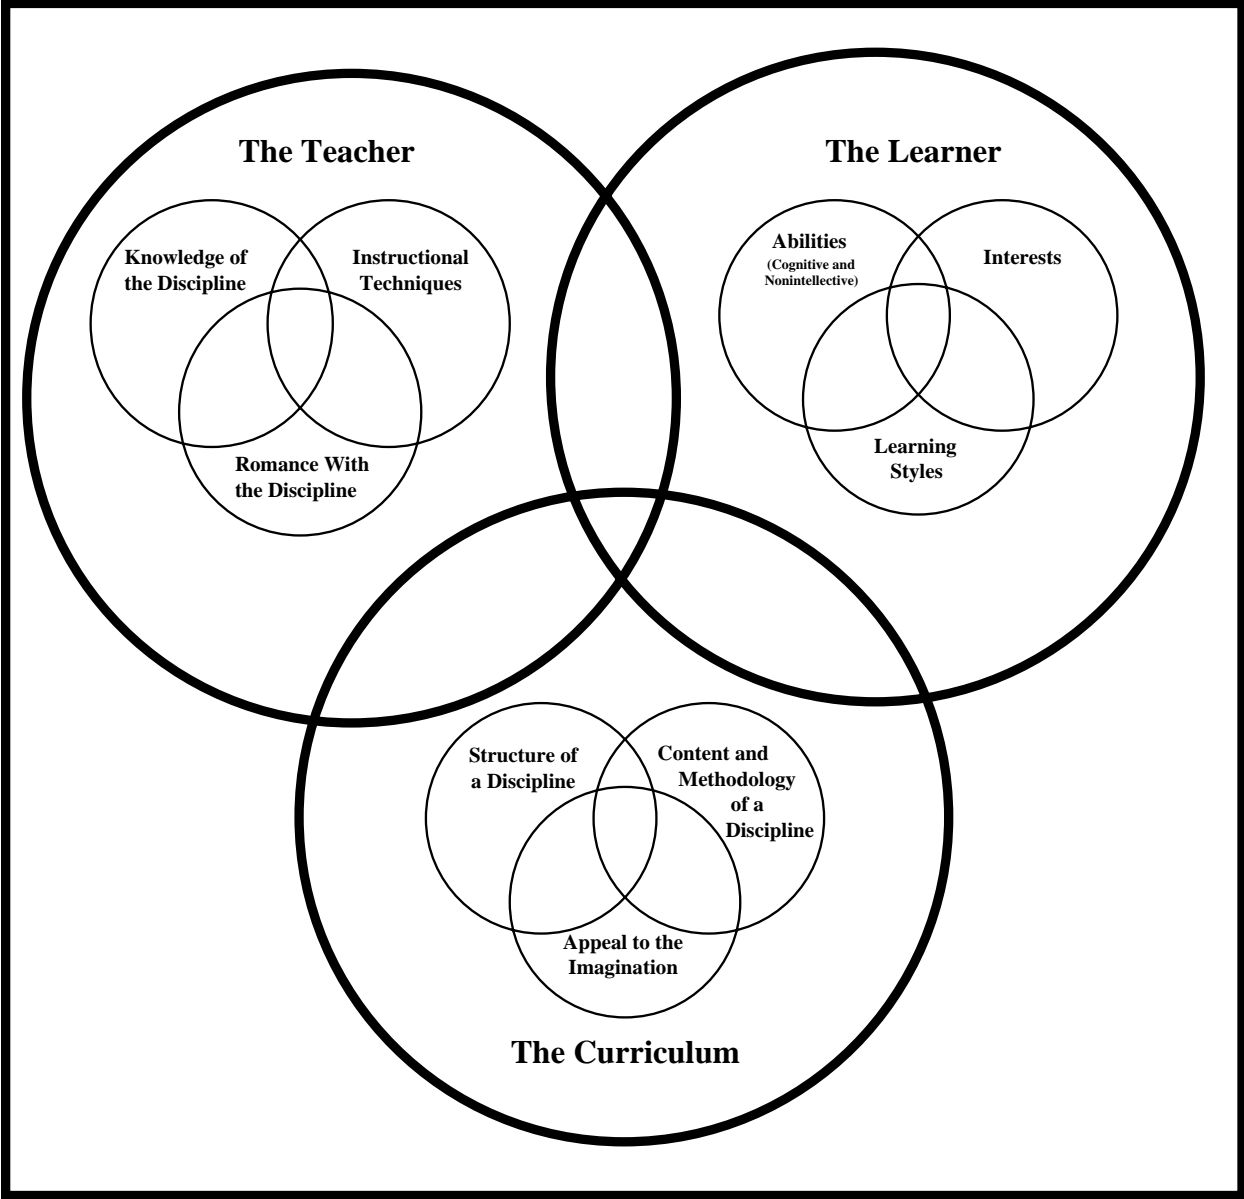 The Teacher
Knowledge of
the Discipline
Instructional
Techniques
Romance With
the Discipline
The Learner
Abilities
(Cognitive and
Nonintellective)
Interests
Learning
Styles
Structure of
a Discipline
Content and
Methodology
of a
Discipline
Appeal to the
Imagination
The Curriculum